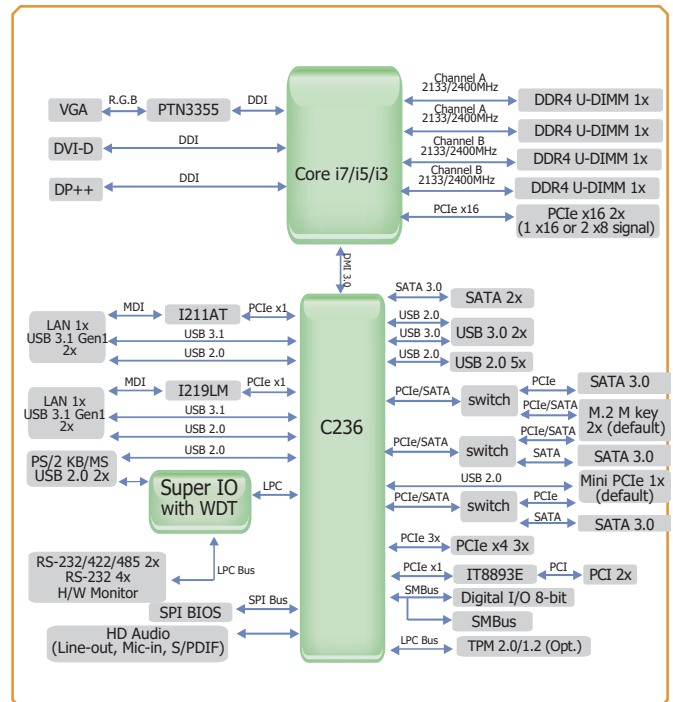 VGA
R.G.B
PTN3355
DDI
DVI-D
DDI
DP++
DDI
Core i7/i5/i3
Channel A
2133/2400MHz
DDR4 U-DIMM 1x
Channel A
2133/2400MHz
DDR4 U-DIMM 1x
Channel B
2133/2400MHz
DDR4 U-DIMM 1x
Channel B
2133/2400MHz
DDR4 U-DIMM 1x
PCIe x16
PCIe x16 2x
(1 x16 or 2 x8 signal)
DMI 3.0
LAN 1x
USB 3.1 Gen1
2x
MDI
I211AT
PCIe x1
USB 3.1
USB 2.0
LAN 1x
USB 3.1 Gen1
2x
MDI
I219LM
PCIe x1
USB 3.1
USB 2.0
PS/2 KB/MS
USB 2.0 2x
USB 2.0
Super IO
with WDT
LPC
RS-232/422/485 2x
RS-232 4x
H/W Monitor
LPC Bus
SPI BIOS
SPI Bus
HD Audio
(Line-out, Mic-in, S/PDIF)
C236
SATA 3.0
SATA 2x
USB 2.0
USB 3.0
USB 3.0 2x
USB 2.0
USB 2.0 5x
PCIe/SATA
switch
PCIe
SATA 3.0
PCIe/SATA
M.2 M key
2x (default)
PCIe/SATA
PCIe/SATA
switch
SATA
SATA 3.0
USB 2.0
Mini PCIe 1x
(default)
PCIe/SATA
switch
PCIe
SATA
SATA 3.0
PCIe 3x
PCIe x4 3x
PCIe x1
IT8893E
PCI
PCI 2x
SMBus
Digital I/O 8-bit
SMBus
LPC Bus
TPM 2.0/1.2 (Opt.)